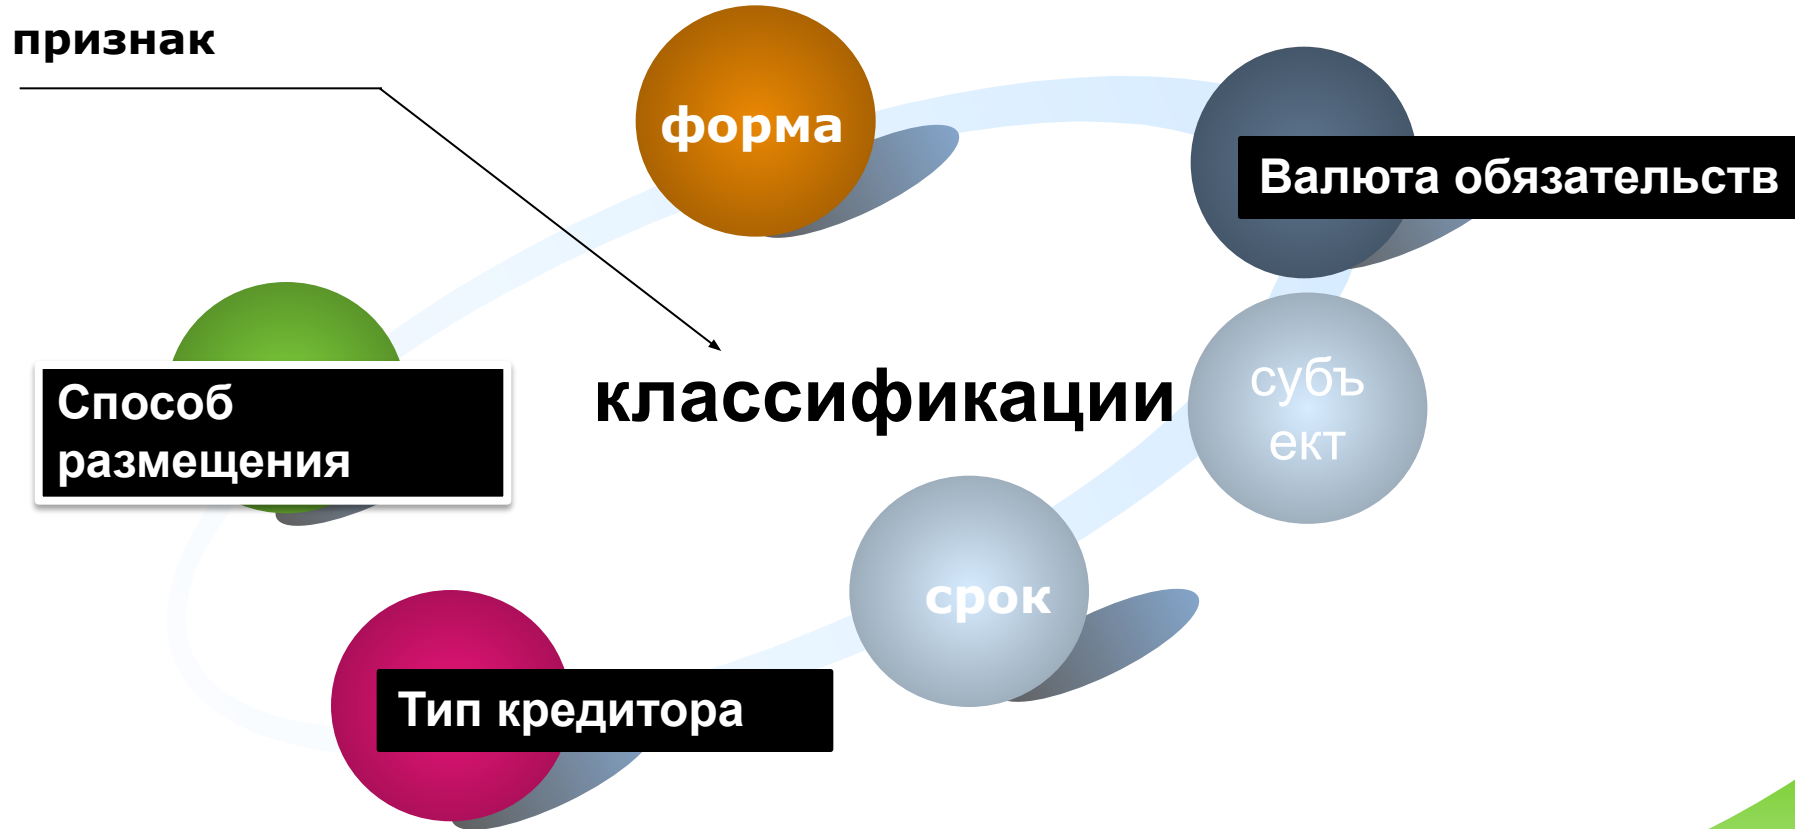 признак
форма
Валюта обязательств
Способ
размещения
классификации
субъ
ект
срок
Тип кредитора